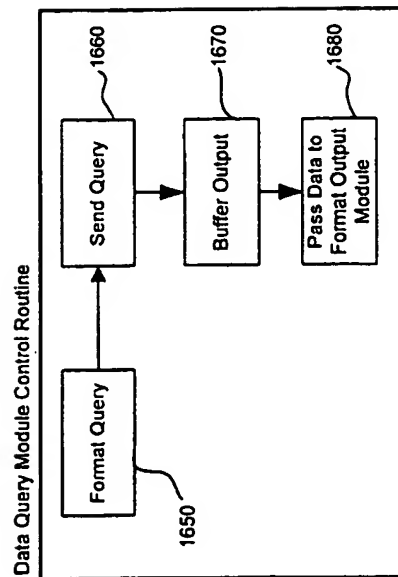 Data Query Module Control Routine
Format Query
1650
Send Query
1660
Buffer Output
1670
Pass Data to
Format Output
Module
1680